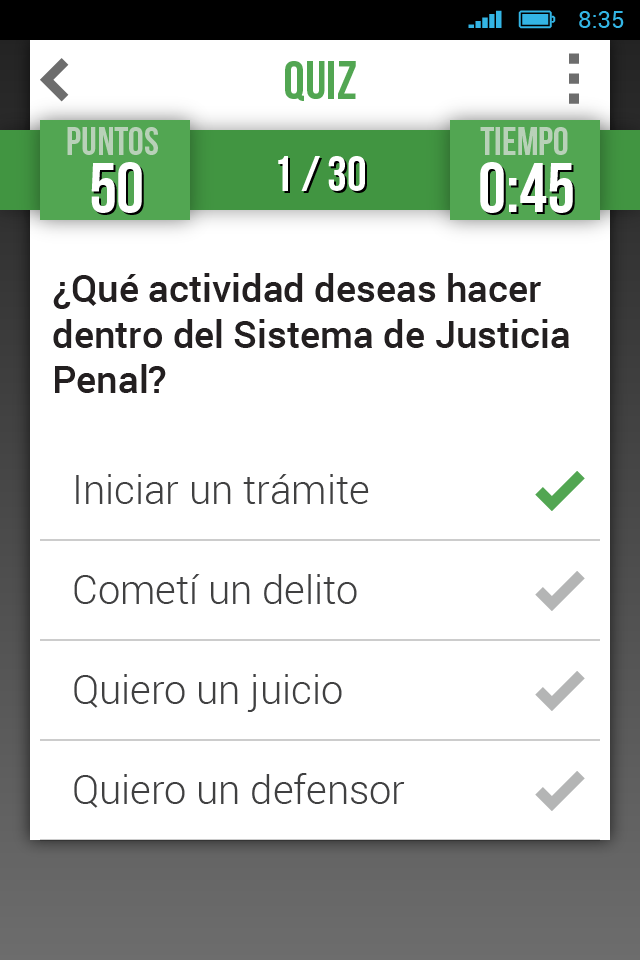 8:35
QUIZ
PUNTOS
50
1 / 30
TIEMPO
0:45
¿Qué actividad deseas hacer
dentro del Sistema de Justicia
Penal?
Iniciar un trámite
Cometí un delito
Quiero un juicio
Quiero un defensor